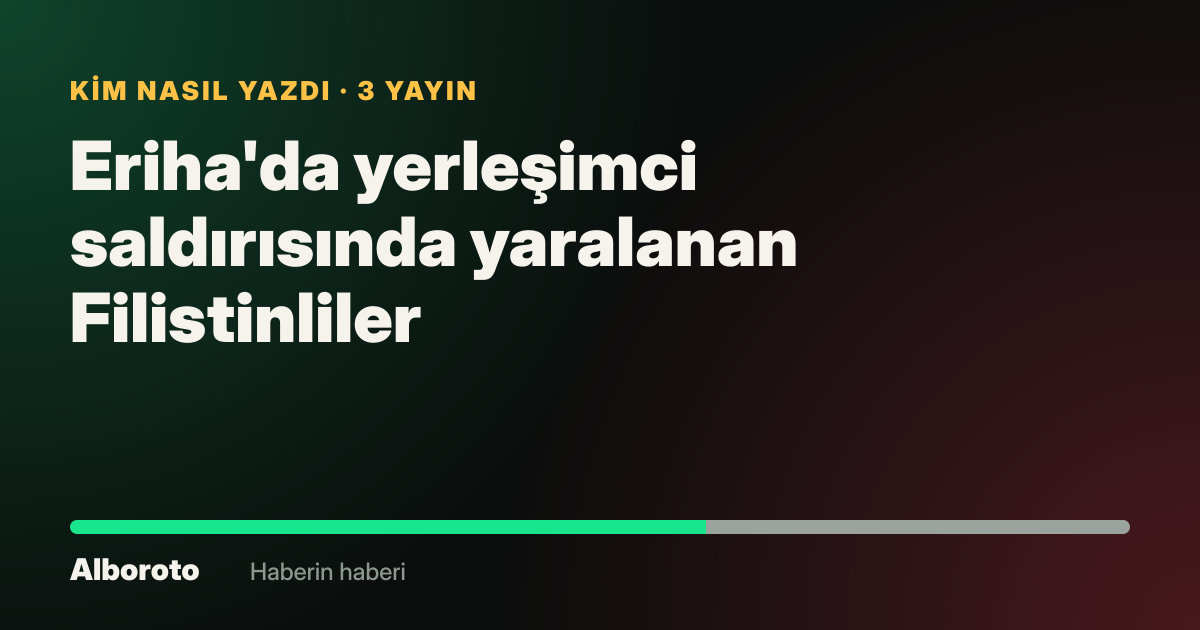 KİM NASIL YAZDI · 3 YAYIN
Eriha'da yerleşimci
saldırısında yaralanan
Filistinliler
Alboroto
Haberin haberi